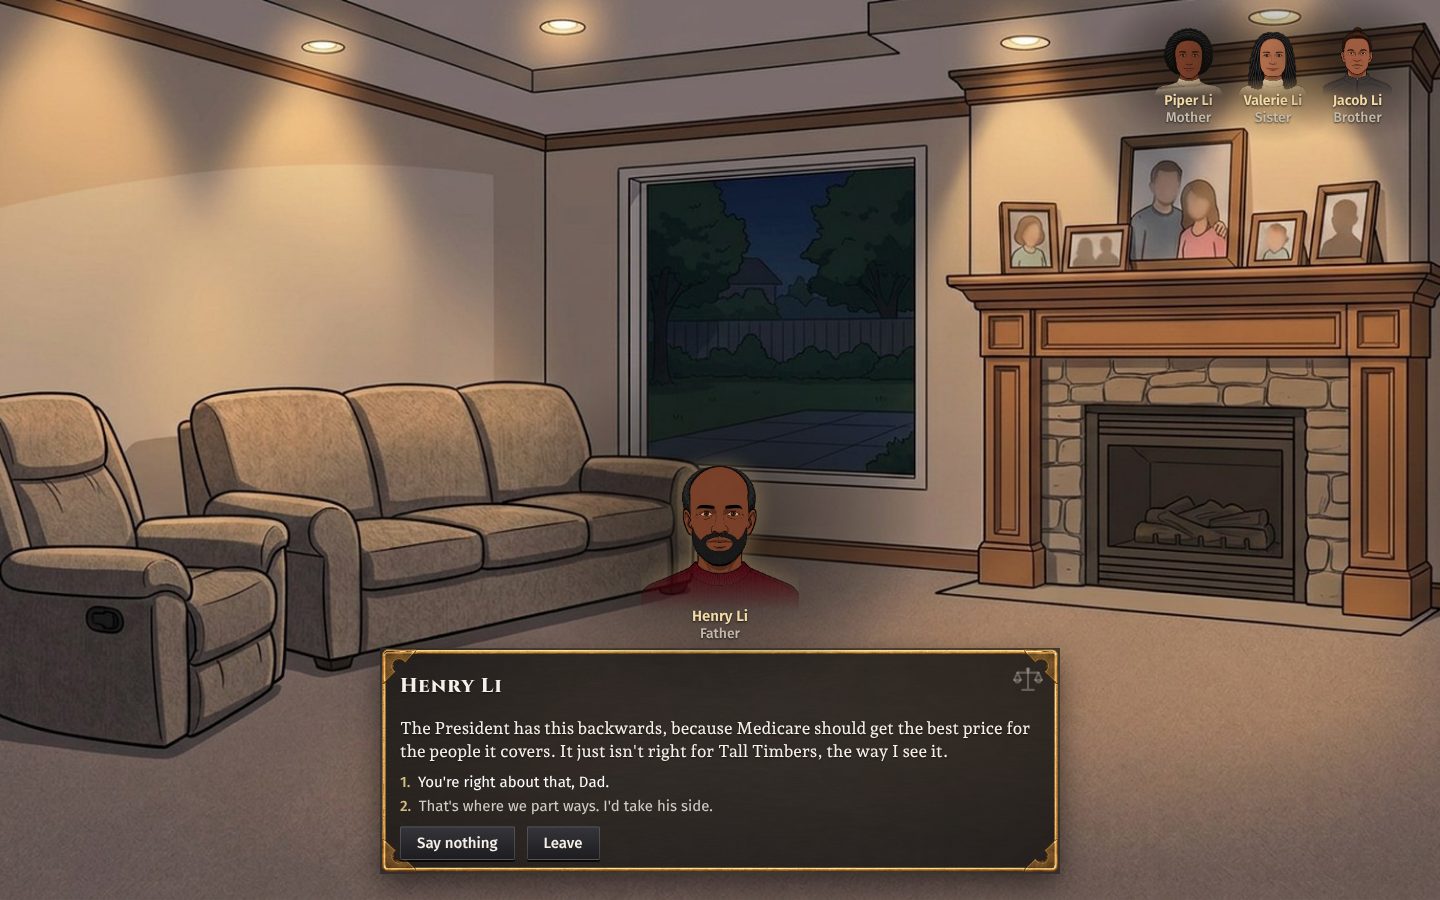 Piper Li
Mother
Valerie Li
Sister
Jacob Li
Brother
Henry Li
Father
Henry Li
The President has this backwards, because Medicare should get the best price for
the people it covers. It just isn't right for Tall Timbers, the way I see it.
1. You're right about that, Dad.
2. That's where we part ways. I'd take his side.
Say nothing
Leave